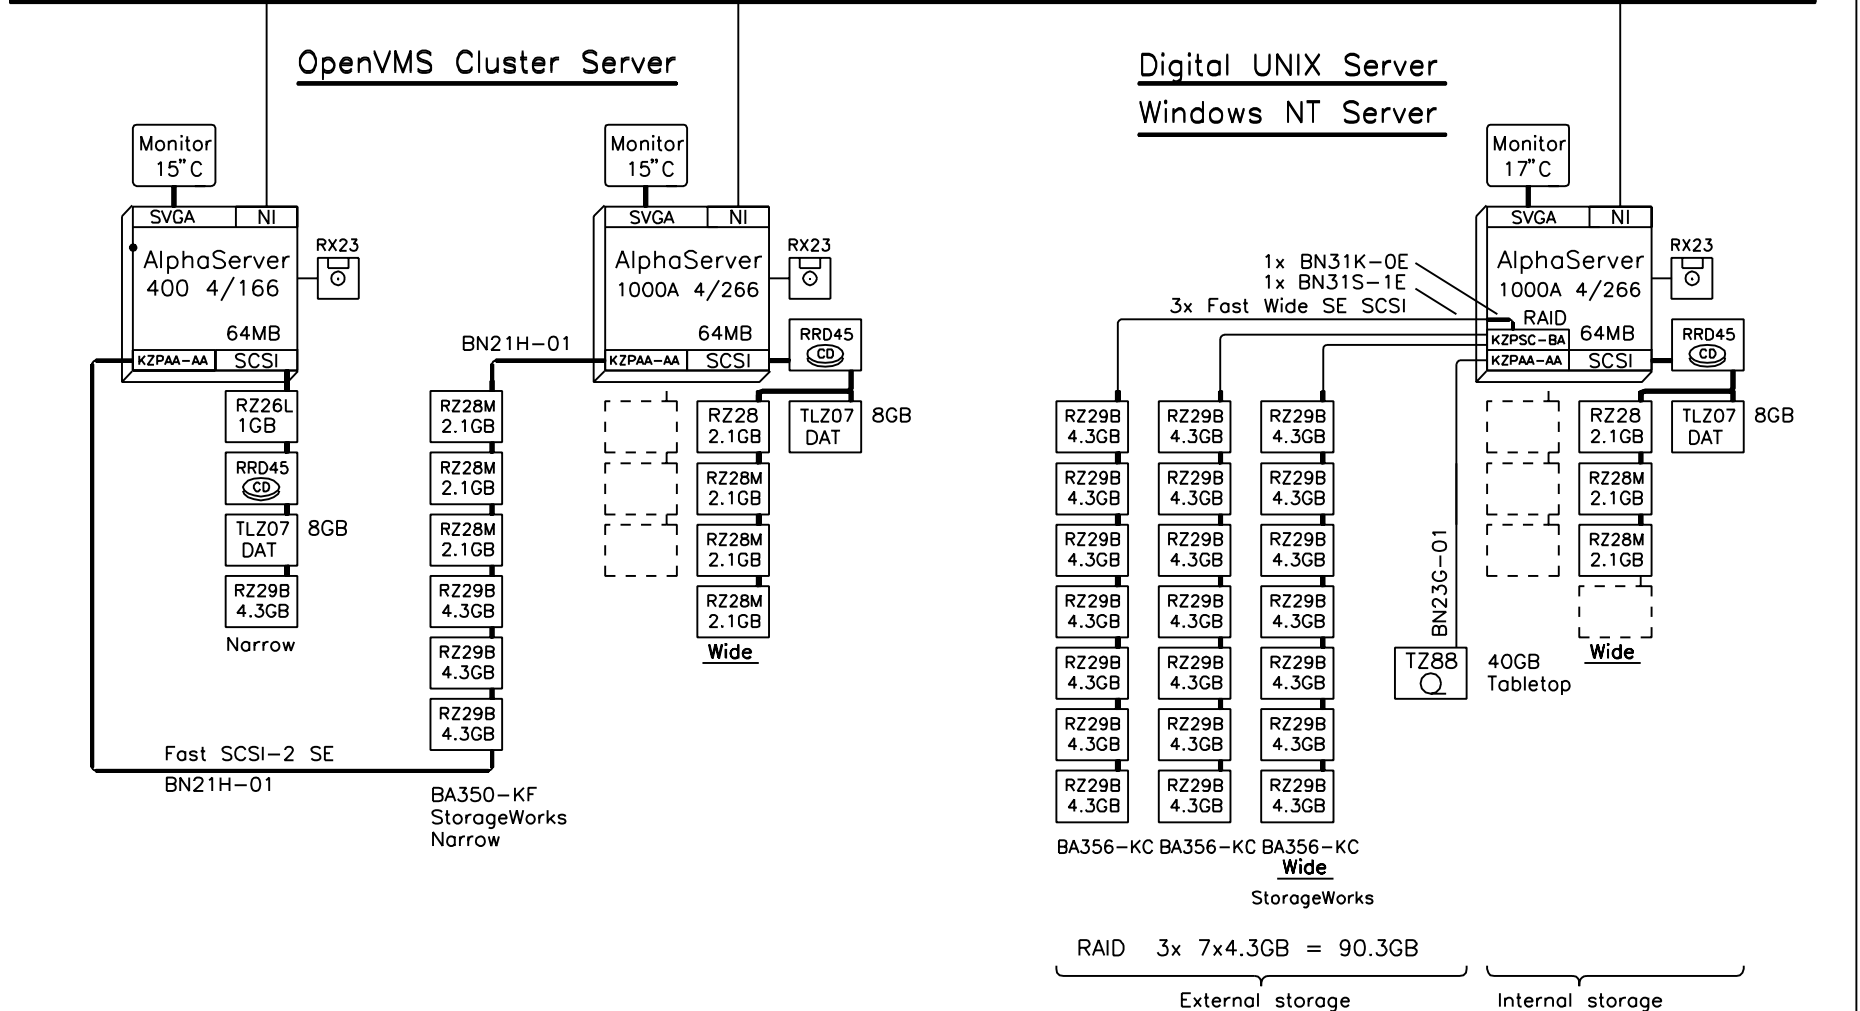 OpenVMS Cluster Server
Monitor
15"C
SVGA
NI
AlphaServer
400 4/166
64MB
KZPAA-AA
SCSI
RX23
RZ26L
1GB
RRD45
CD
TLZ07
DAT
8GB
RZ29B
4.3GB
Narrow
Fast SCSI-2 SE
BN21H-01
BN21H-01
RZ28M
2.1GB
RZ28M
2.1GB
RZ28M
2.1GB
RZ29B
4.3GB
RZ29B
4.3GB
RZ29B
4.3GB
BA350-KF
StorageWorks
Narrow
Monitor
15"C
SVGA
NI
AlphaServer
1000A 4/266
64MB
KZPAA-AA
SCSI
RX23
RRD45
CD
TLZ07
DAT
8GB
RZ28
2.1GB
RZ28M
2.1GB
RZ28M
2.1GB
RZ28M
2.1GB
Wide
Digital UNIX Server
Windows NT Server
Monitor
17"C
SVGA
NI
AlphaServer
1000A 4/266
RAID
64MB
KZPSC-BA
KZPAA-AA
SCSI
RX23
RRD45
CD
TLZ07
DAT
8GB
1x BN31K-0E
1x BN31S-1E
3x Fast Wide SE SCSI
RZ29B
4.3GB
RZ29B
4.3GB
RZ29B
4.3GB
RZ29B
4.3GB
RZ29B
4.3GB
RZ29B
4.3GB
RZ29B
4.3GB
BA356-KC
RZ29B
4.3GB
RZ29B
4.3GB
RZ29B
4.3GB
RZ29B
4.3GB
RZ29B
4.3GB
RZ29B
4.3GB
RZ29B
4.3GB
BA356-KC
RZ29B
4.3GB
RZ29B
4.3GB
RZ29B
4.3GB
RZ29B
4.3GB
RZ29B
4.3GB
RZ29B
4.3GB
RZ29B
4.3GB
BA356-KC
Wide
StorageWorks
BN23G-01
TZ88
40GB
Tabletop
RZ28
2.1GB
RZ28M
2.1GB
RZ28M
2.1GB
Wide
RAID 3x 7x4.3GB = 90.3GB
External storage
Internal storage